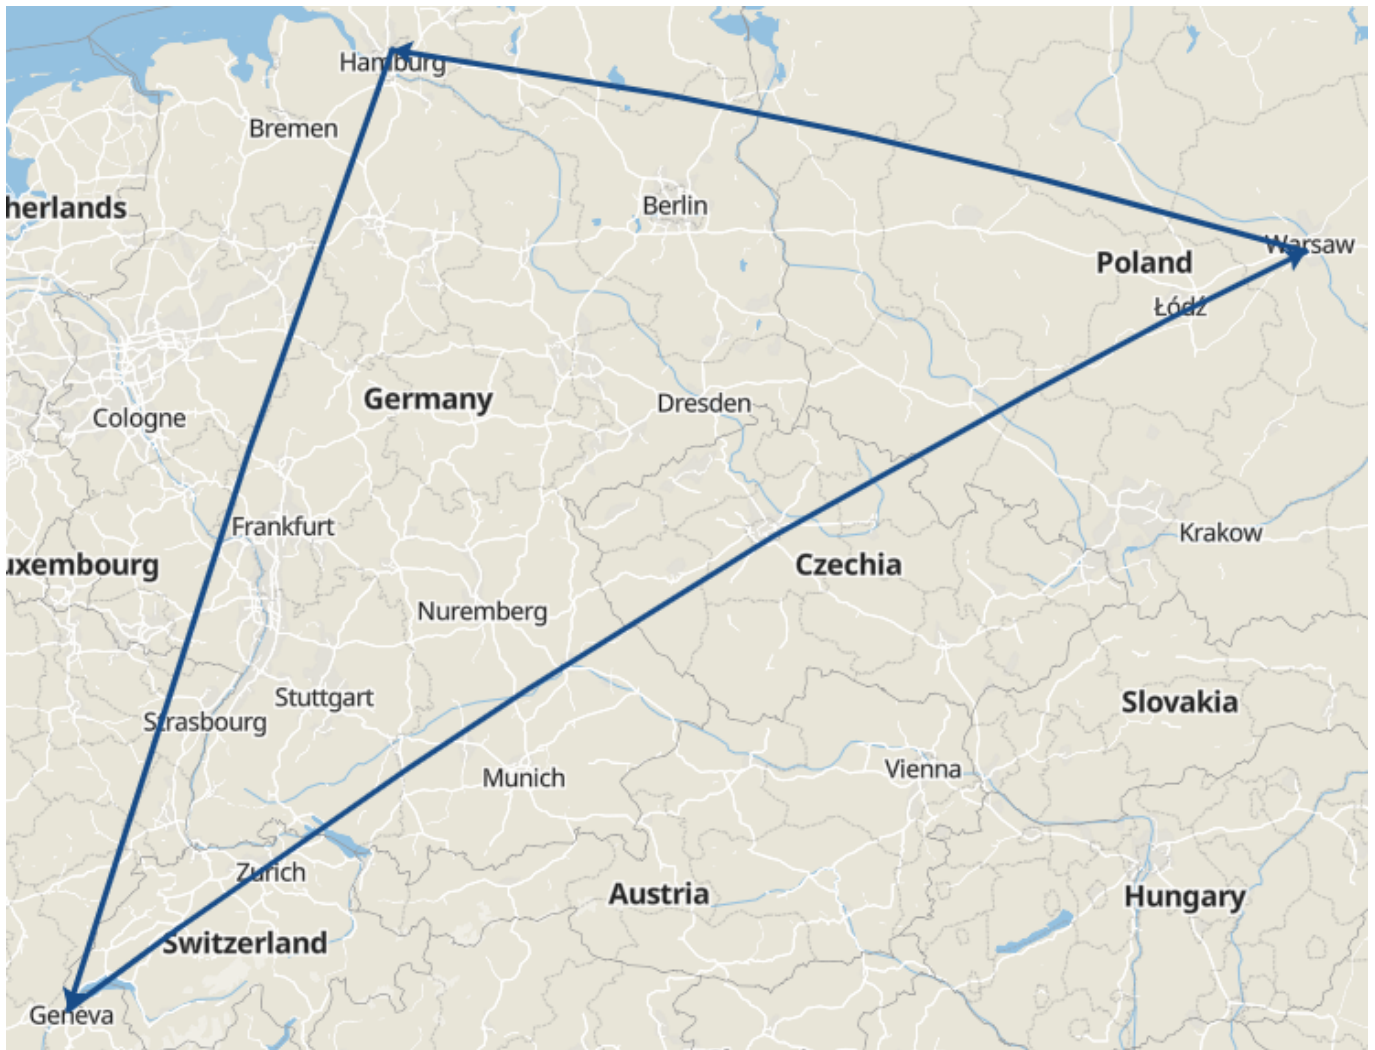 Hamburg
Bremen
herlands
Berlin
Warsaw
Poland
Łódź
Germany
Dresden
Cologne
Frankfurt
Krakow
uxembourg
Czechia
Nuremberg
Stuttgart
Slovakia
Strasbourg
Munich
Vienna
Zurich
Austria
Hungary
Switzerland
Geneva